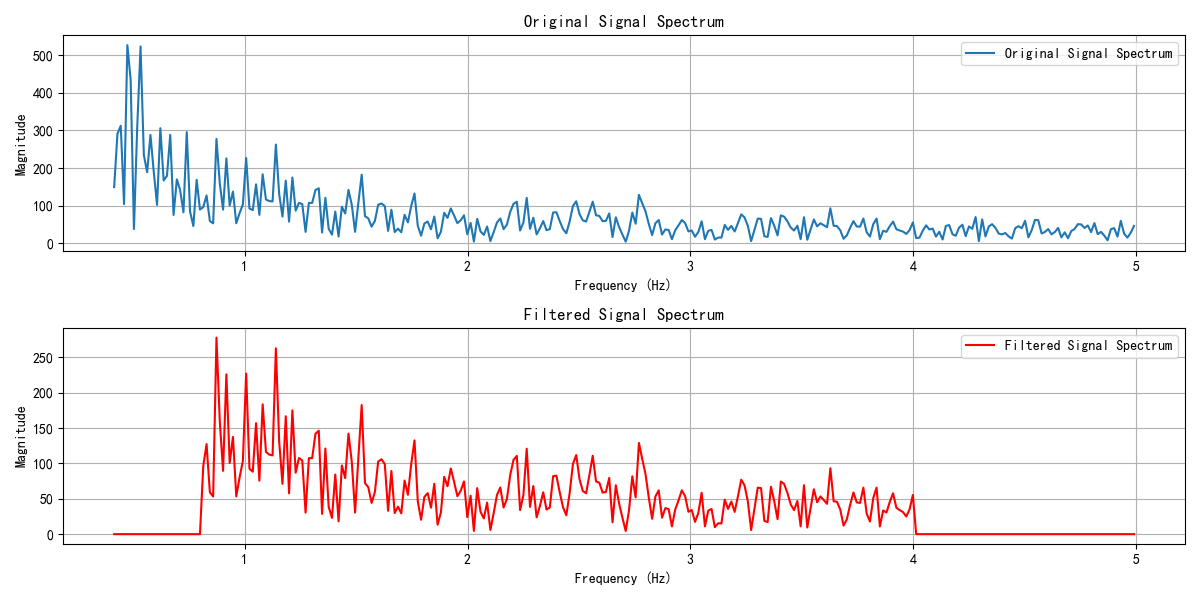 Original Signal Spectrum
Original Signal Spectrum
Magnitude
500
400
300
200
100
0
1
2
3
4
5
Frequency (Hz)
Filtered Signal Spectrum
Filtered Signal Spectrum
Magnitude
250
200
150
100
50
0
1
2
3
4
5
Frequency (Hz)